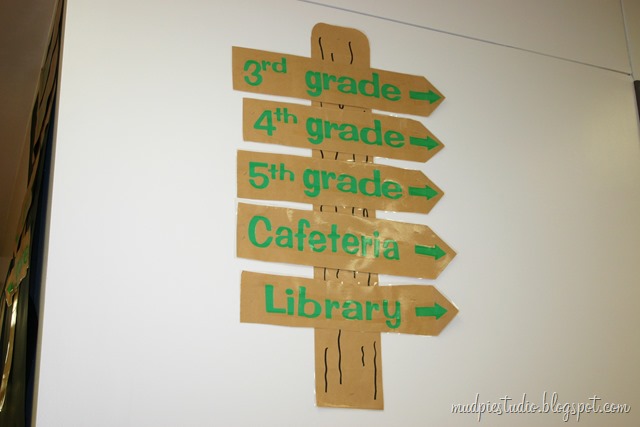 3rd grade
4th grade
5th grade
Cafeteria
Library
mudpiestudio.blogspot.com